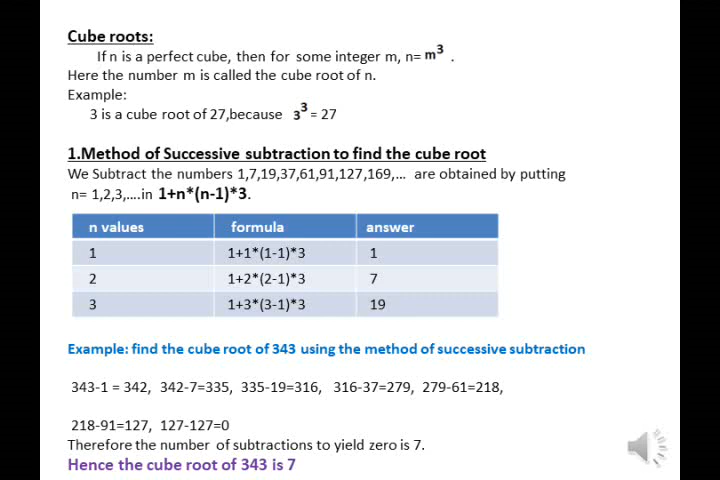 Cube roots:
If n is a perfect cube, then for some integer m, n= m³ .
Here the number m is called the cube root of n.
Example:
3 is a cube root of 27,because 3³ = 27
1.Method of Successive subtraction to find the cube root
We Subtract the numbers 1,7,19,37,61,91,127,169,... are obtained by putting
n= 1,2,3,....in 1+n*(n-1)*3.
n values formula answer
1 1+1*(1-1)*3 1
2 1+2*(2-1)*3 7
3 1+3*(3-1)*3 19
Example: find the cube root of 343 using the method of successive subtraction
343-1 = 342, 342-7=335, 335-19=316, 316-37=279, 279-61=218,
218-91=127, 127-127=0
Therefore the number of subtractions to yield zero is 7.
Hence the cube root of 343 is 7